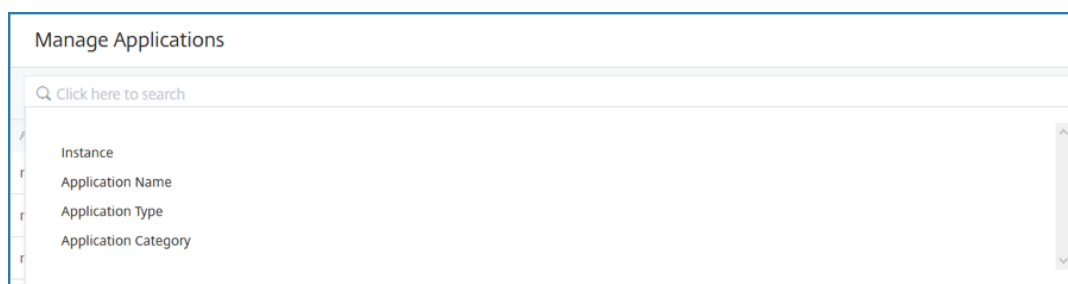 Manage Applications
Click here to search
Instance
Application Name
Application Type
Application Category